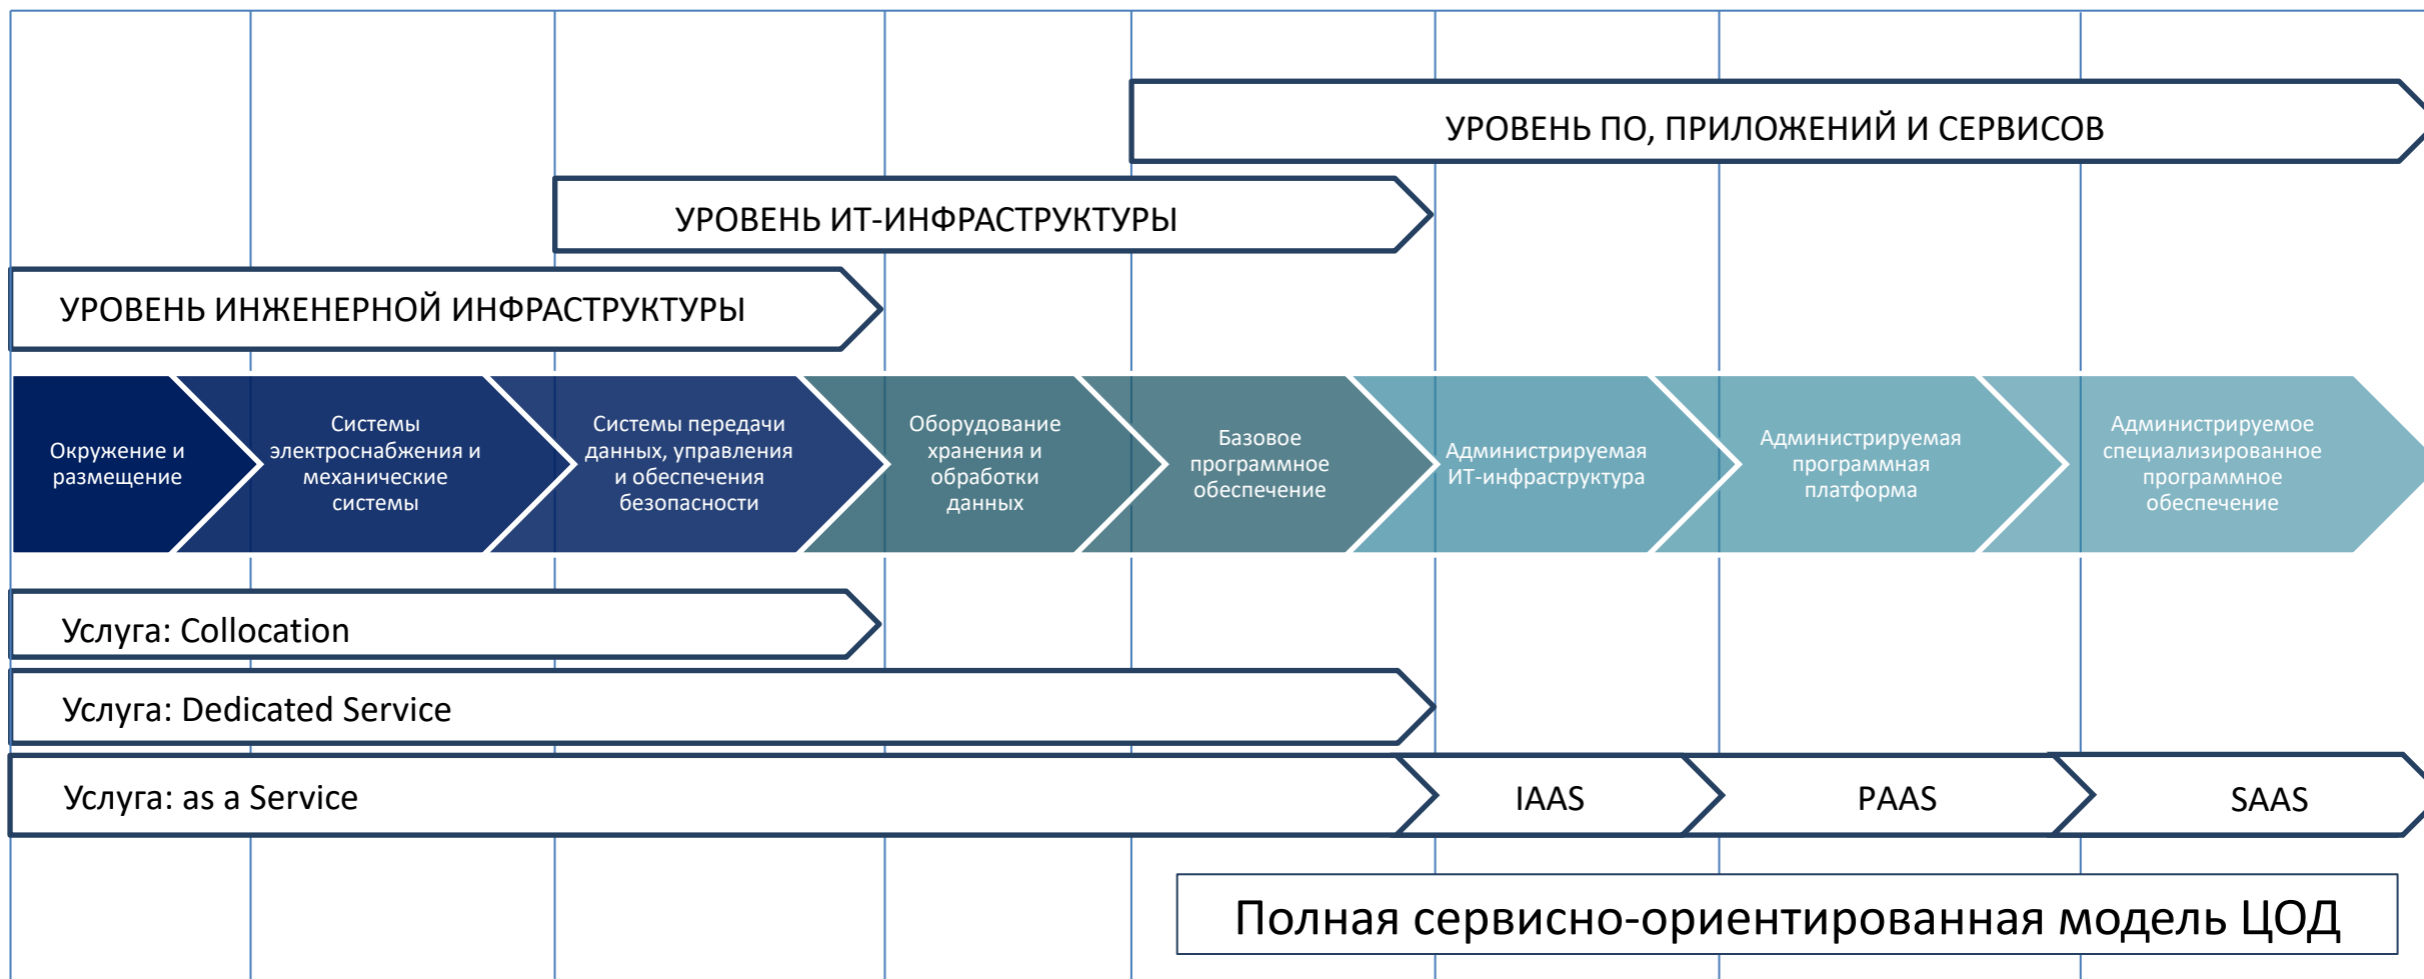 УРОВЕНЬ ПО, ПРИЛОЖЕНИЙ И СЕРВИСОВ
УРОВЕНЬ ИТ-ИНФРАСТРУКТУРЫ
УРОВЕНЬ ИНЖЕНЕРНОЙ ИНФРАСТРУКТУРЫ
Окружение и
размещение
Системы
электроснабжения и
механические
системы
Системы передачи
данных, управления
и обеспечения
безопасности
Оборудование
хранения и
обработки
данных
Базовое
программное
обеспечение
Администрируемая
ИТ-инфраструктура
Администрируемая
программная
платформа
Администрируемое
специализированное
программное
обеспечение
Услуга: Collocation
Услуга: Dedicated Service
Услуга: as a Service
IAAS
PAAS
SAAS
Полная сервисно-ориентированная модель ЦОД